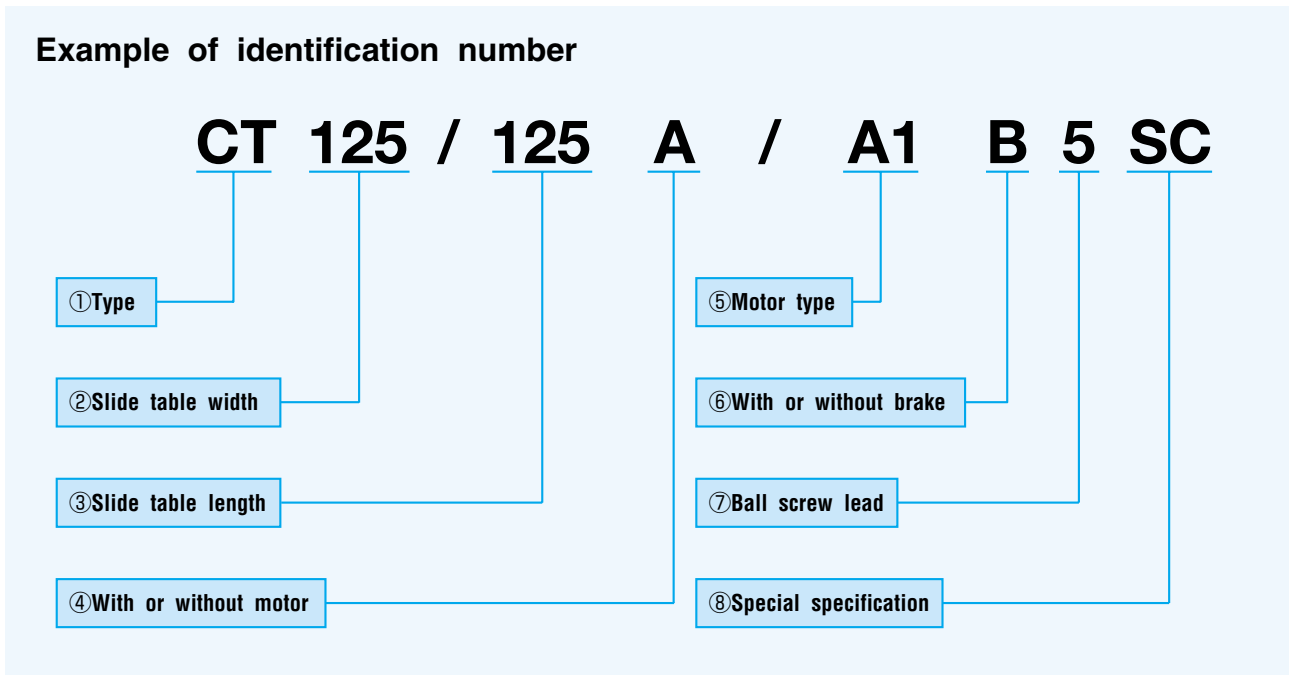 Example of identification number
CT 125 / 125 A / A1 B 5 SC
①Type
②Slide table width
③Slide table length
④With or without motor
⑤Motor type
⑥With or without brake
⑦Ball screw lead
⑧Special specification